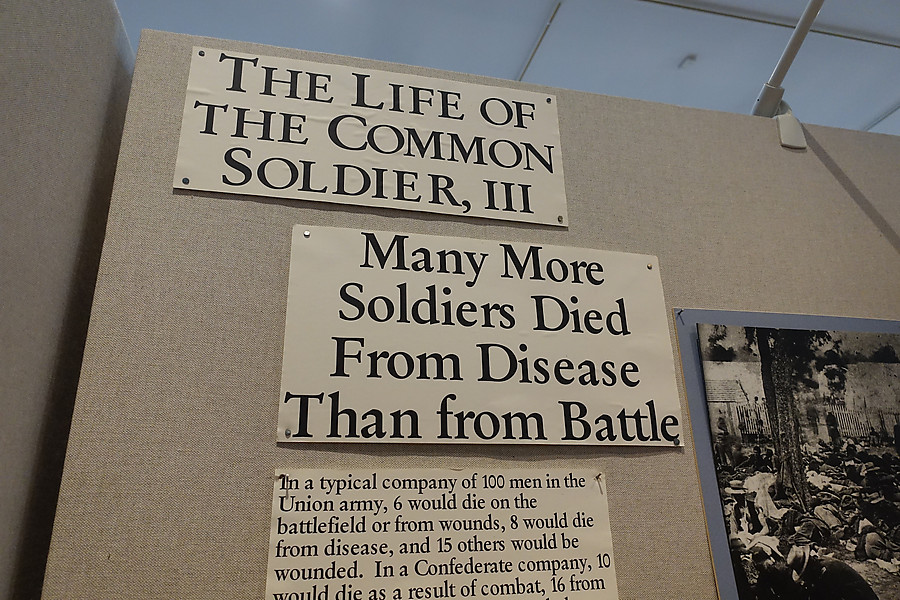 THE LIFE OF
THE COMMON
SOLDIER, III
Many More
Soldiers Died
From Disease
Than from Battle
In a typical company of 100 men in the
Union army, 6 would die on the
battlefield or from wounds, 8 would die
from disease, and 15 others would be
wounded. In a Confederate company, 10
would die as a result of combat, 16 from